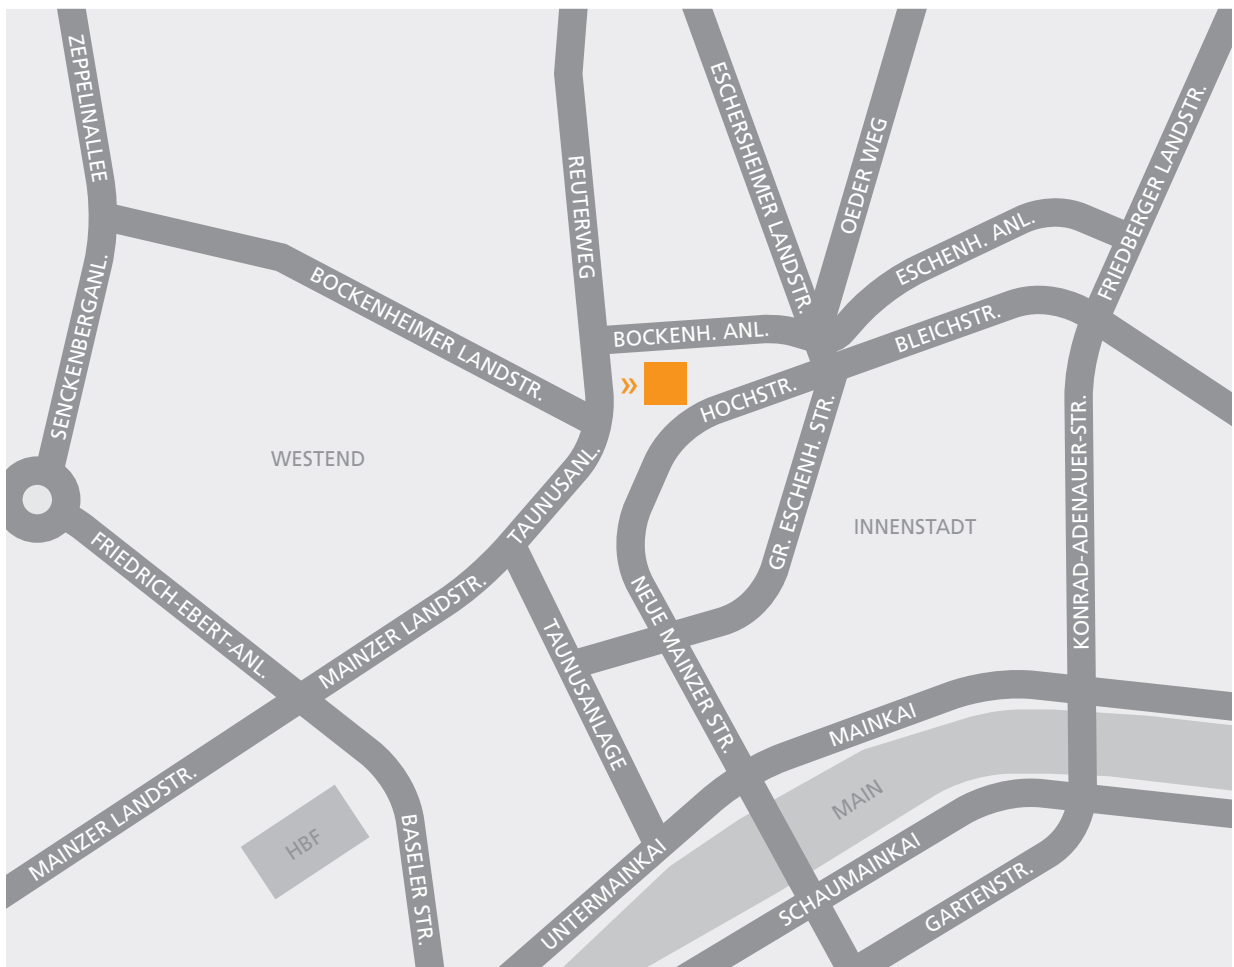 ZEPPELINALLEE
REUTERWEG
ESCHERSHEIMER LANDSTR.
OEDER WEG
FRIEDBERGER LANDSTR.
ESCHENH. ANL.
SENCKENBERGANL.
BOCKENHEIMER LANDSTR.
BOCKENH. ANL.
BLEICHSTR.
»
HOCHSTR.
WESTEND
TAUNUSANL.
GR. ESCHENH. STR.
INNENSTADT
KONRAD-ADENAUER-STR.
FRIEDRICH-EBERT-ANL.
MAINZER LANDSTR.
TAUNUSANLAGE
NEUE MAINZER STR.
MAINKAI
MAINZER LANDSTR.
HBF
MAIN
BASELER STR.
UNTERMAINKAI
SCHAUMAINKAI
GARTENSTR.